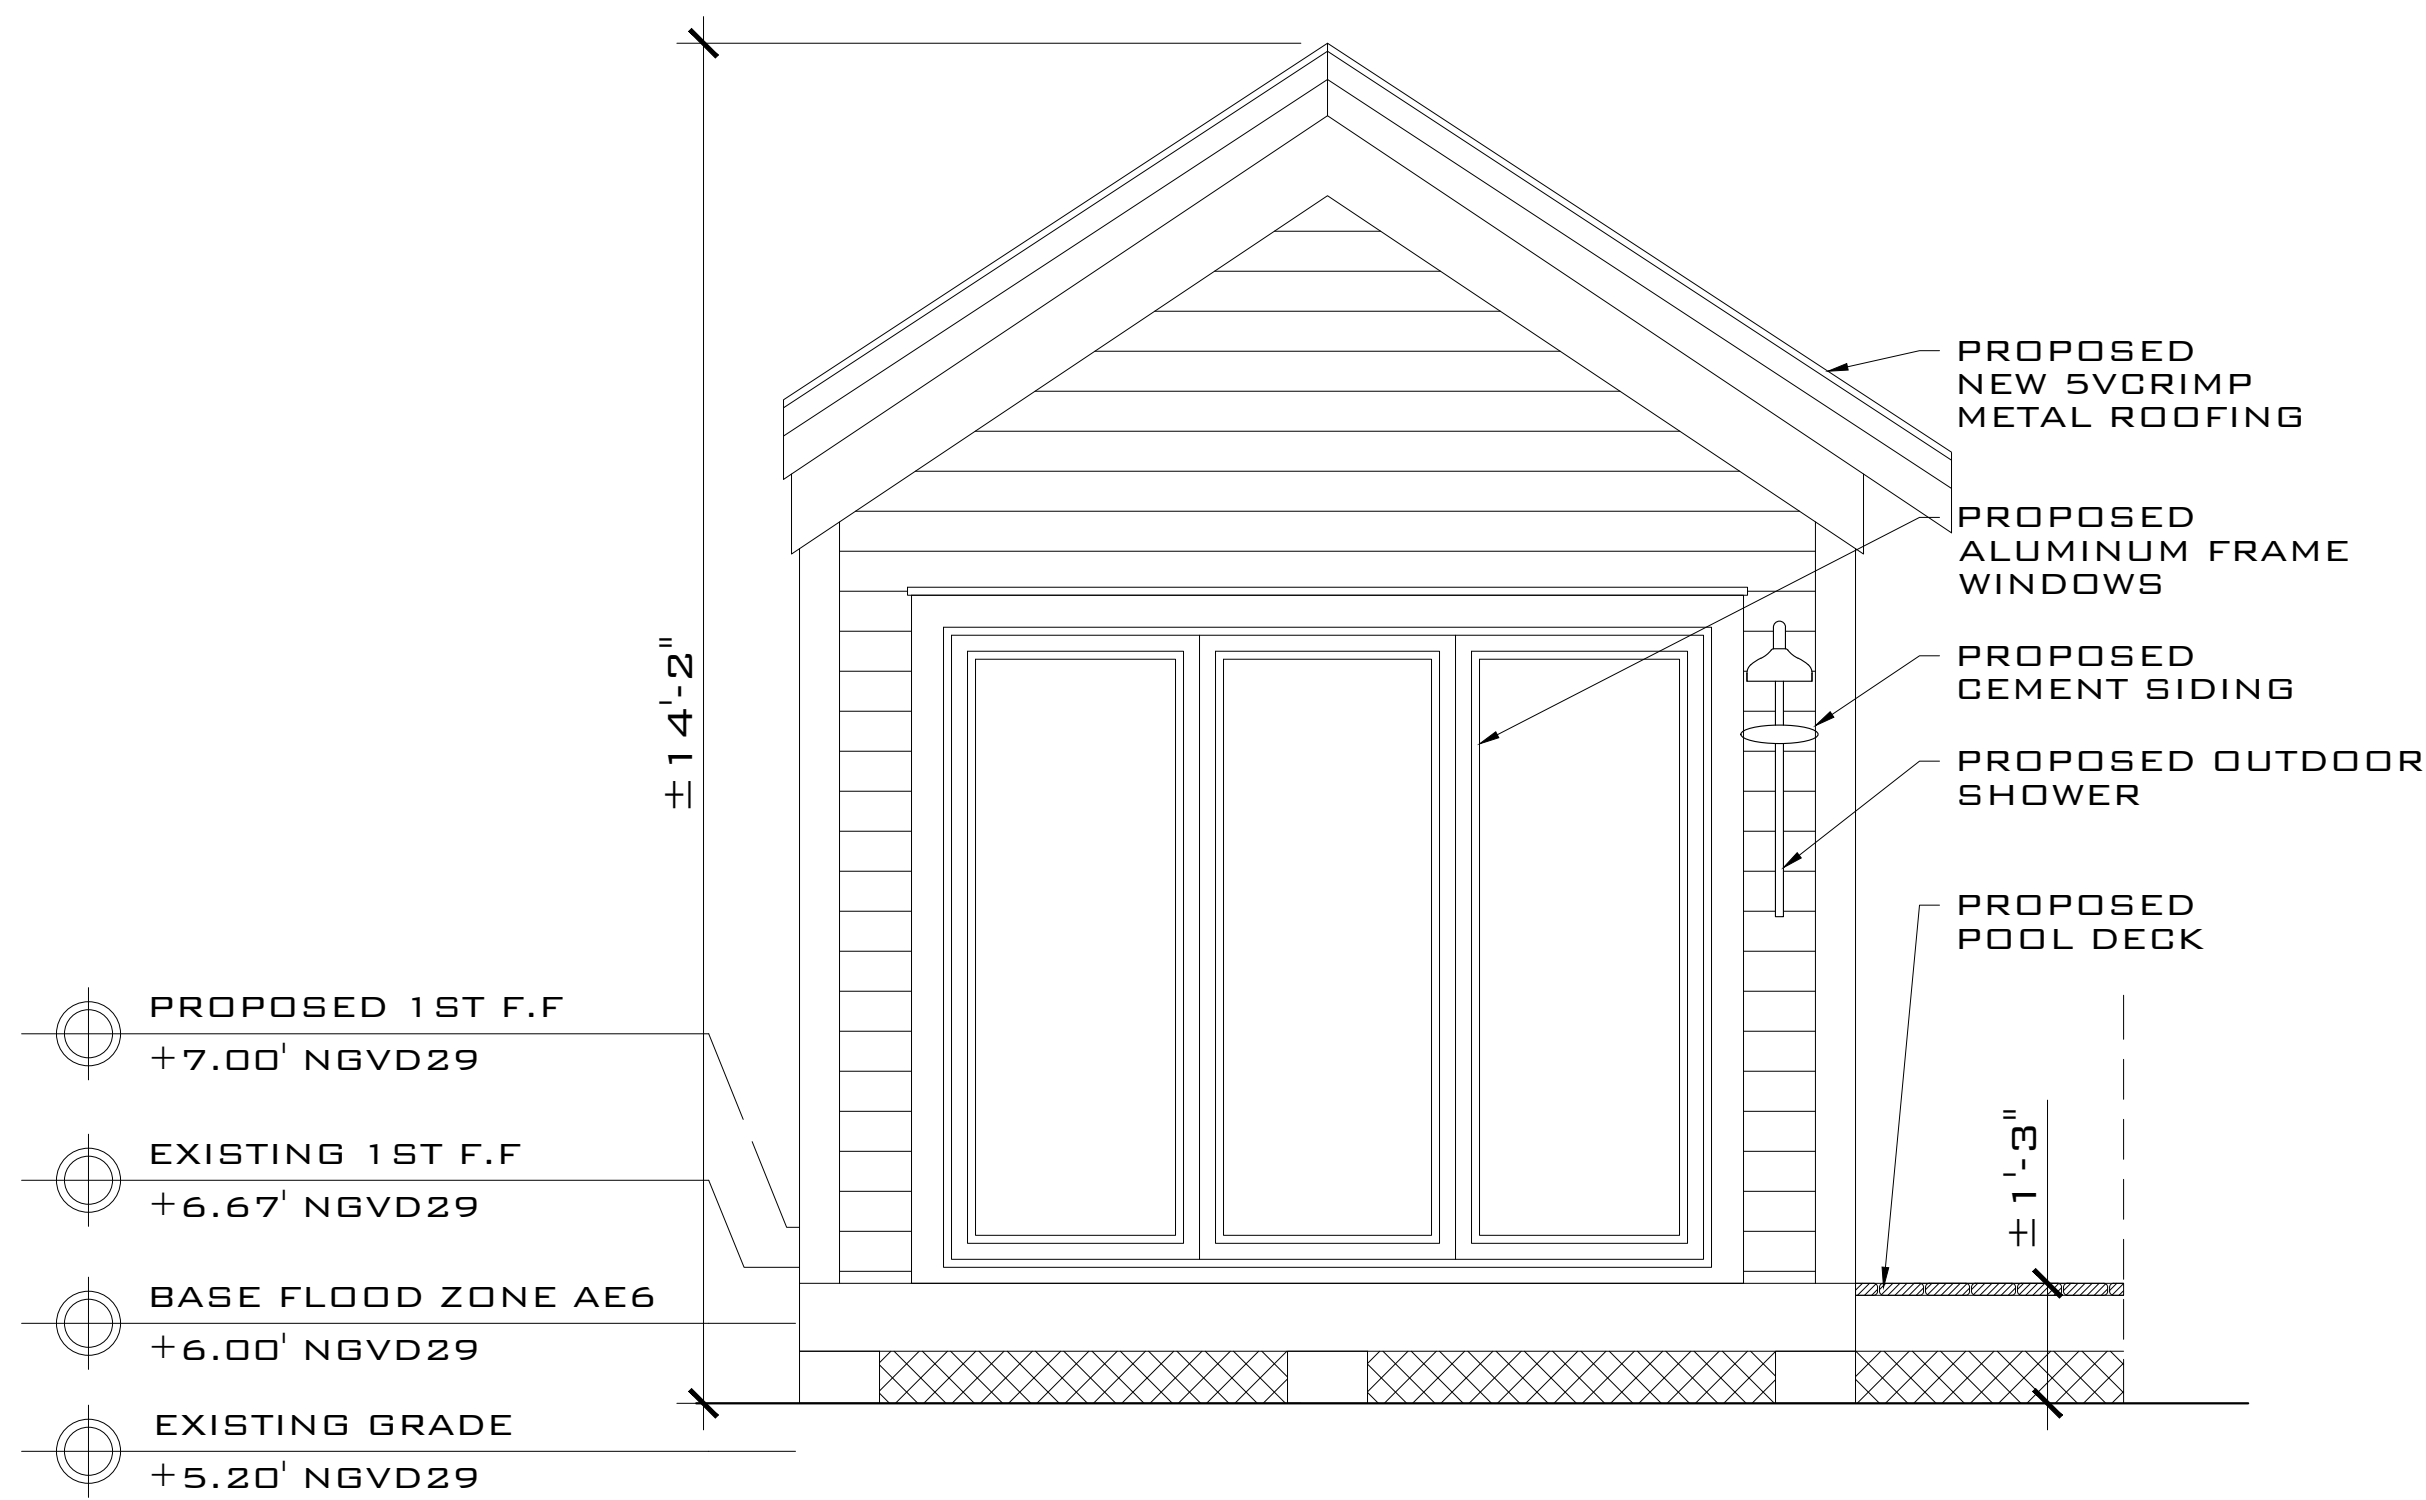 PROPOSED
NEW 5VCRIMP
METAL ROOFING
PROPOSED
ALUMINUM FRAME
WINDOWS
PROPOSED
CEMENT SIDING
PROPOSED OUTDOOR
SHOWER
PROPOSED
POOL DECK
±14'-2"
±1'-3"
PROPOSED 1ST F.F
+7.00' NGVD29
EXISTING 1ST F.F
+6.67' NGVD29
BASE FLOOD ZONE AE6
+6.00' NGVD29
EXISTING GRADE
+5.20' NGVD29